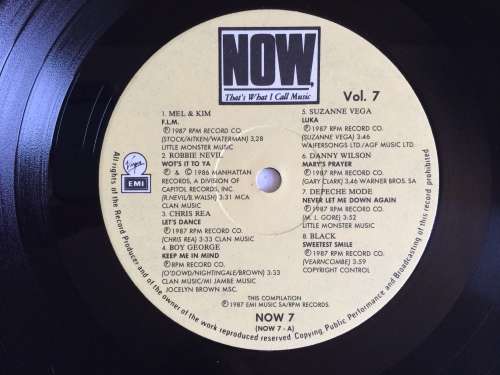 NOW
That's What I Call Music
Vol. 7
1. MEL & KIM
F.L.M.
℗ 1987 RPM RECORD CO.
(STOCK/AITKEN/WATERMAN) 3,28
LITTLE MONSTER MUSIC
2. ROBBIE NEVIL
WOT'S IT TO YA
℗ & © 1986 MANHATTAN
RECORDS, A DIVISION OF
CAPITOL RECORDS, INC.
(R.NEVIL/B.WALSH) 3:31 MCA
CLAN MUSIC
3. CHRIS REA
LET'S DANCE
℗ 1987 RPM RECORD CO.
(CHRIS REA) 3:33 CLAN MUSIC
4. BOY GEORGE
KEEP ME IN MIND
℗ RPM RECORD CO.
(O'DOWD/NIGHTINGALE/BROWN) 3:33
CLAN MUSIC/MI JAMBE MUSIC
JOCELYN BROWN MSC.
5. SUZANNE VEGA
LUKA
℗ 1987 RPM RECORD CO.
(SUZANNE VEGA) 3:46
WAIFERSONGS LTD/AGF MUSIC LTD
6. DANNY WILSON
MARY'S PRAYER
℗ 1987 RPM RECORD CO.
(GARY CLARK) 3,46 WARNER BROS. SA
7. DEPECHE MODE
NEVER LET ME DOWN AGAIN
℗ 1987 RPM RECORD CO.
(M. L. GORE) 3:52
LITTLE MONSTER MUSIC
8. BLACK
SWEETEST SMILE
℗ 1987 RPM RECORD CO.
(VEARNCOMBE) 3:59
COPYRIGHT CONTROL
Virgin
EMI
THIS COMPILATION
℗ 1987 EMI MUSIC SA/RPM RECORDS.
NOW 7
(NOW 7 - A)
All rights of the Record Producer and of the owner of the work reproduced reserved Copying, Public Performance and Broadcasting of this record prohibited